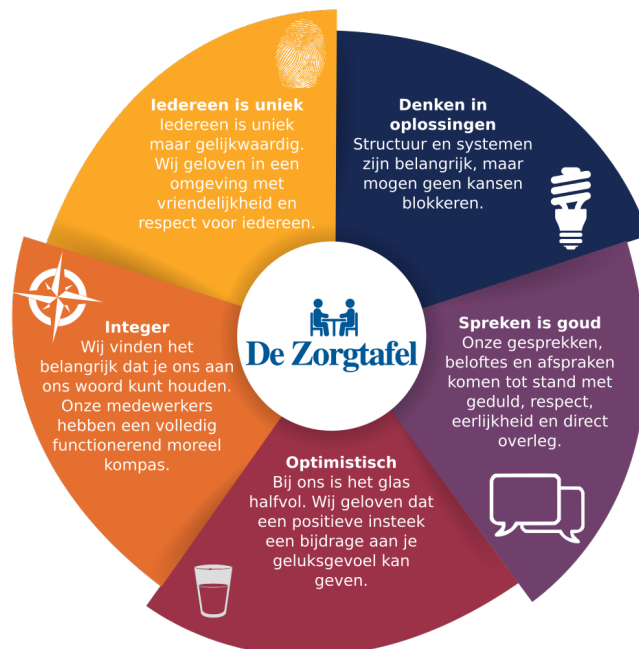 Iedereen is uniek
Iedereen is uniek
maar gelijkwaardig.
Wij geloven in een
omgeving met
vriendelijkheid en
respect voor iedereen.
Denken in
oplossingen
Structuur en systemen
zijn belangrijk, maar
mogen geen kansen
blokkeren.
Spreken is goud
Onze gesprekken,
beloftes en afspraken
komen tot stand met
geduld, respect,
eerlijkheid en direct
overleg.
Optimistisch
Bij ons is het glas
halfvol. Wij geloven dat
een positieve insteek
een bijdrage aan je
geluksgevoel kan
geven.
Integer
Wij vinden het
belangrijk dat je ons aan
ons woord kunt houden.
Onze medewerkers
hebben een volledig
functionerend moreel
kompas.
De Zorgtafel